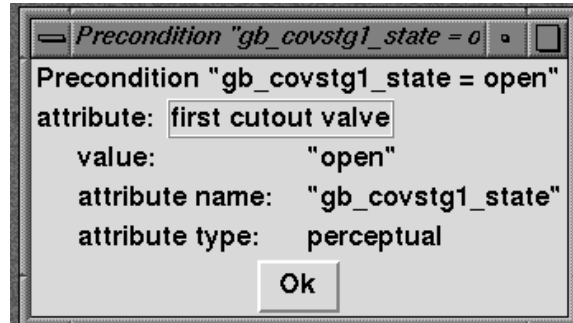 Precondition "gb_covstg1_state = o
Precondition "gb_covstg1_state = open"
attribute: first cutout valve
value: "open"
attribute name: "gb_covstg1_state"
attribute type: perceptual
Ok